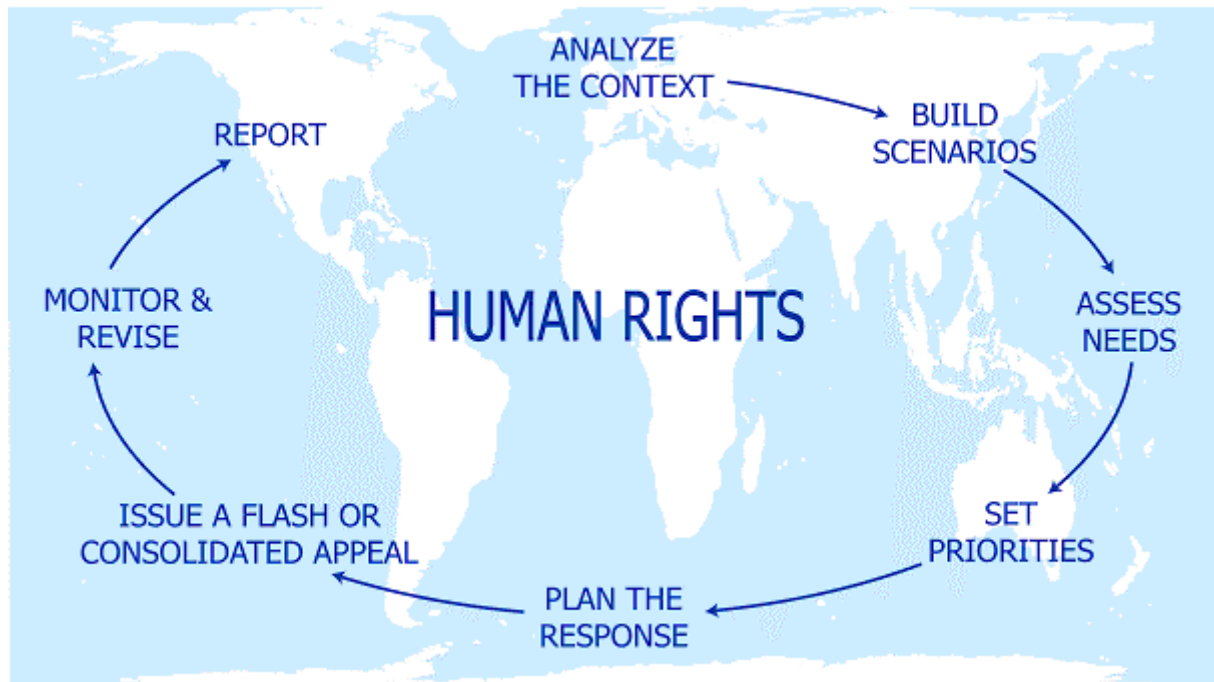 ANALYZE
THE CONTEXT
BUILD
SCENARIOS
ASSESS
NEEDS
SET
PRIORITIES
PLAN THE
RESPONSE
ISSUE A FLASH OR
CONSOLIDATED APPEAL
MONITOR &
REVISE
REPORT
HUMAN RIGHTS